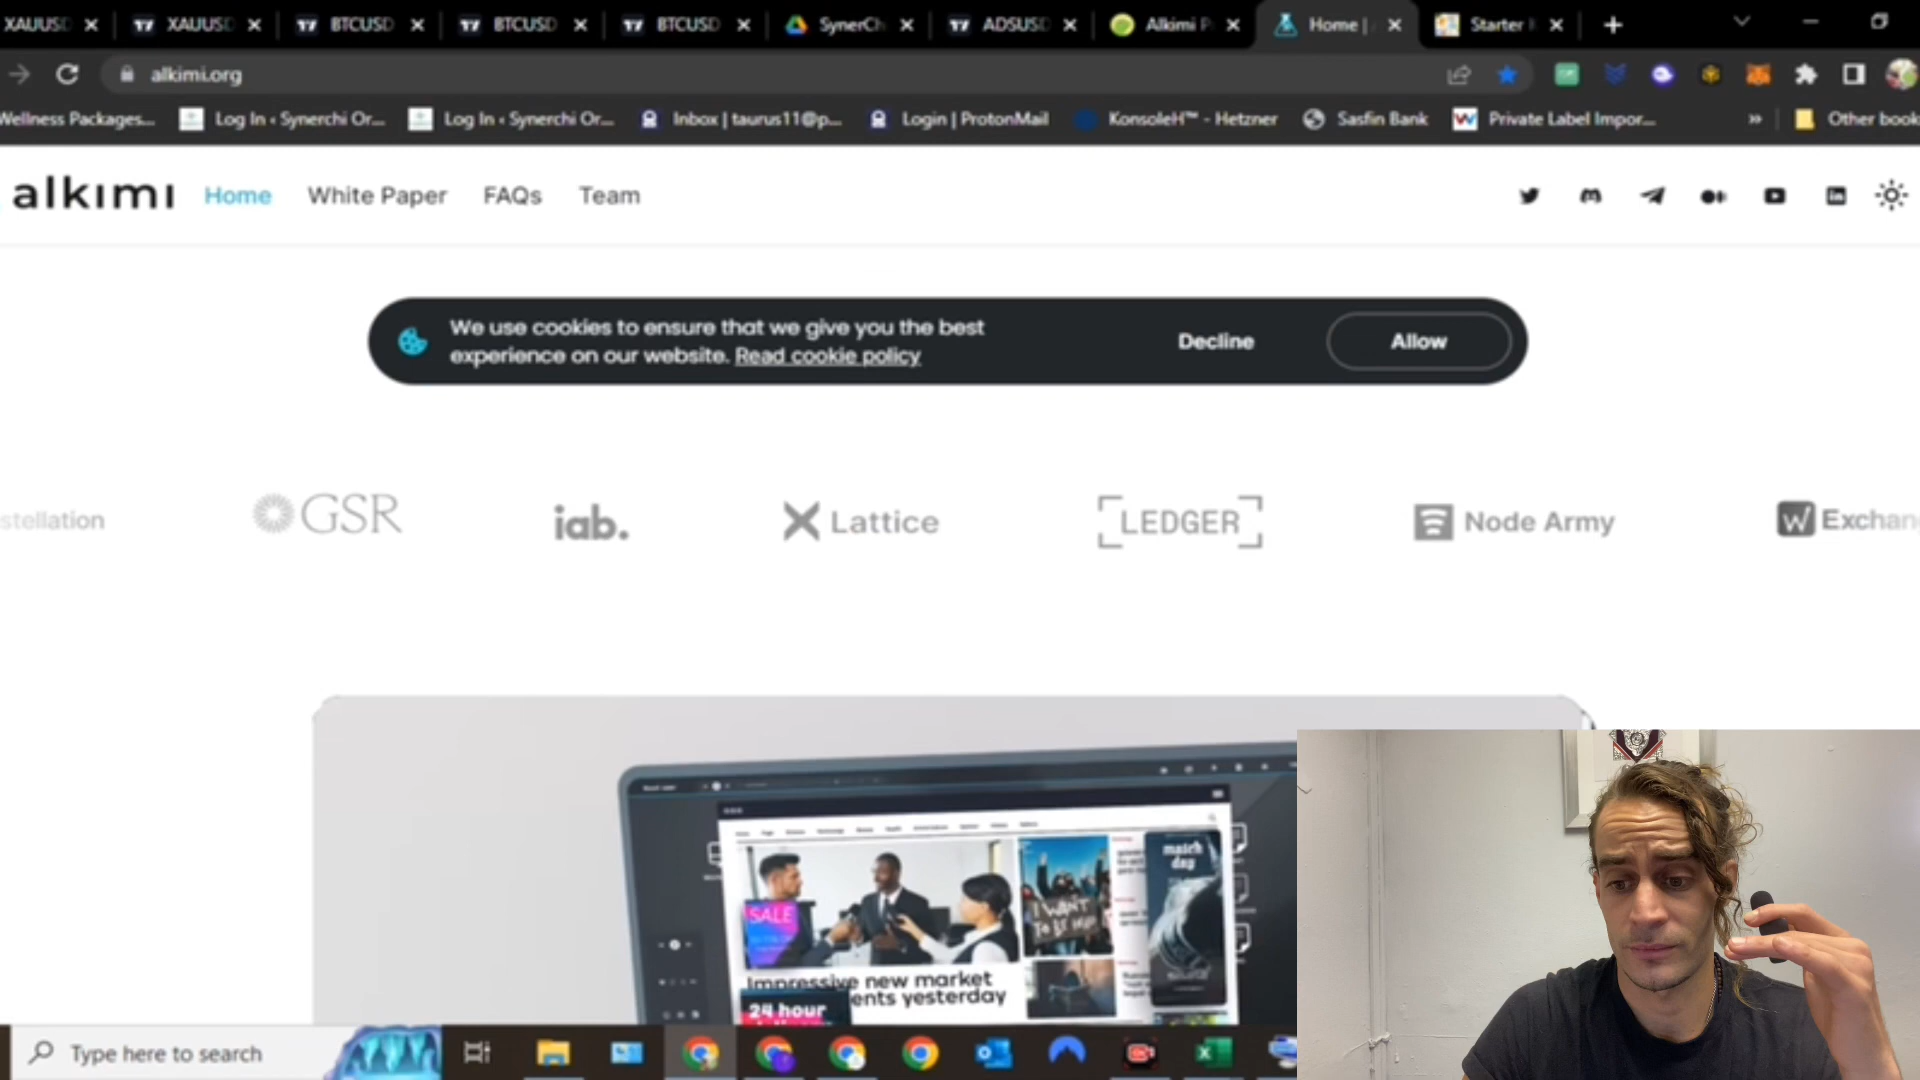 XAUUSD XAUUSD BTCUSD BTCUSD BTCUSD SynerCh ADSUSD Alkimi P Home | Starter
alkimi.org
Wellness Packages... Log In ‹ Synerchi Or... Log In ‹ Synerchi Or... Inbox | taurus11@p... Login | ProtonMail KonsoleH™ - Hetzner Sasfin Bank Private Label Impor... » Other book
alkimi Home White Paper FAQs Team
We use cookies to ensure that we give you the best
experience on our website. Read cookie policy
Decline
Allow
stellation GSR iab. Lattice LEDGER Node Army W Exchan
match
day
SALE
I WANT
TO BE
Impressive new market
ents yesterday
24 hour
Type here to search